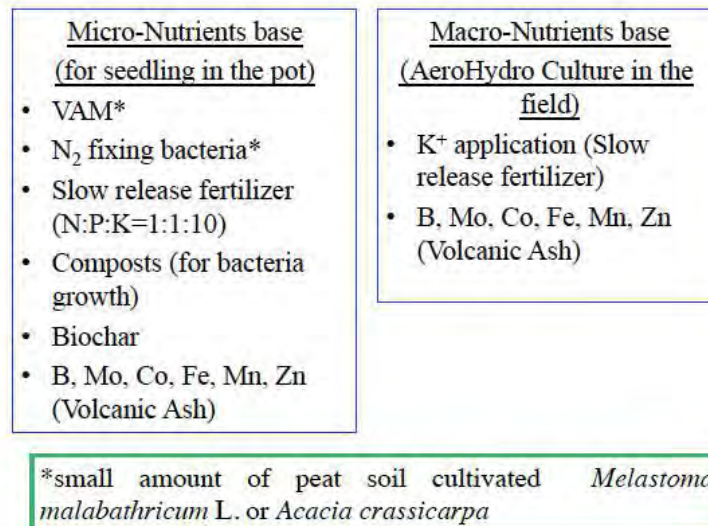 Micro-Nutrients base
(for seedling in the pot)
• VAM*
• N₂ fixing bacteria*
• Slow release fertilizer
(N:P:K=1:1:10)
• Composts (for bacteria
growth)
• Biochar
• B, Mo, Co, Fe, Mn, Zn
(Volcanic Ash)
Macro-Nutrients base
(AeroHydro Culture in the
field)
• K⁺ application (Slow
release fertilizer)
• B, Mo, Co, Fe, Mn, Zn
(Volcanic Ash)
*small amount of peat soil cultivated Melastoma
malabathricum L. or Acacia crassicarpa